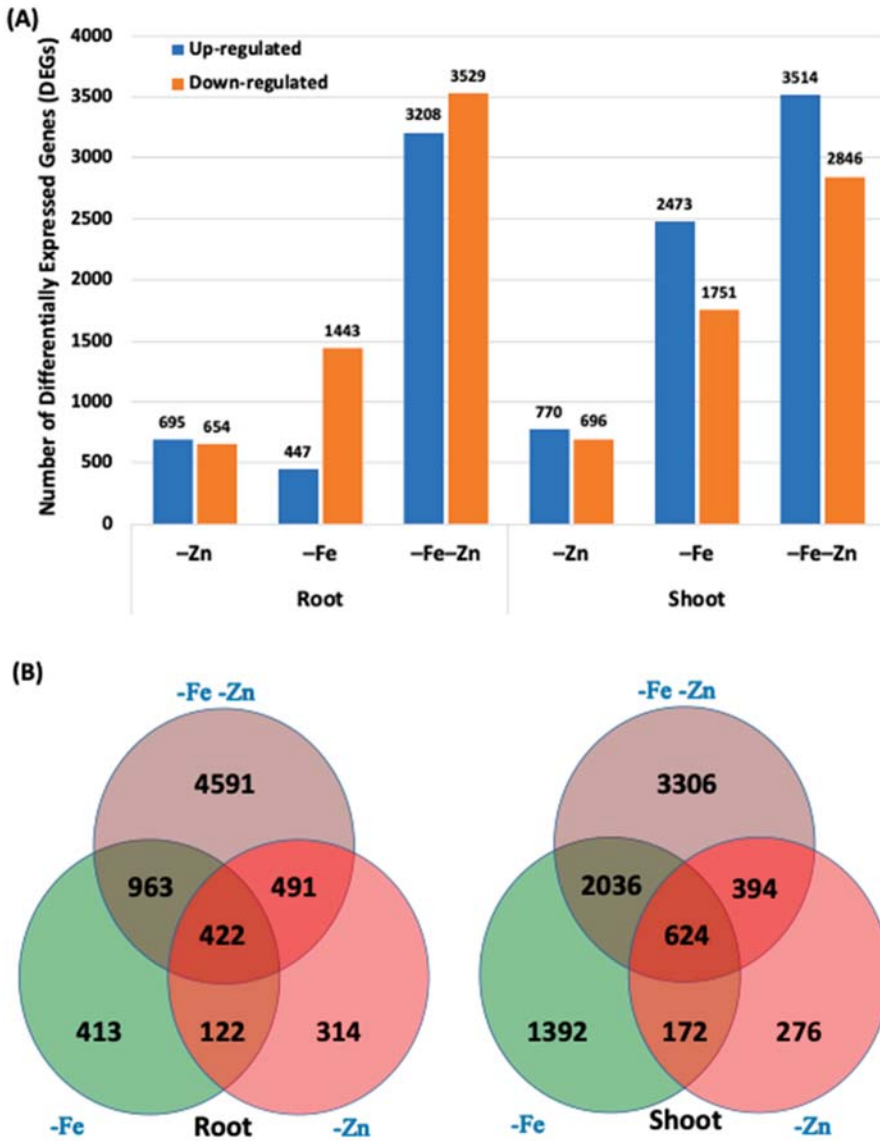 (A)
Number of Differentially Expressed Genes (DEGs)
4000
3500
3000
2500
2000
1500
1000
500
0
Up-regulated
Down-regulated
695
654
447
1443
3208
3529
770
696
2473
1751
3514
2846
–Zn
–Fe
–Fe–Zn
–Zn
–Fe
–Fe–Zn
Root
Shoot
(B)
-Fe -Zn
4591
963
491
422
413
122
314
-Fe
Root
-Zn
-Fe -Zn
3306
2036
394
624
1392
172
276
-Fe
Shoot
-Zn